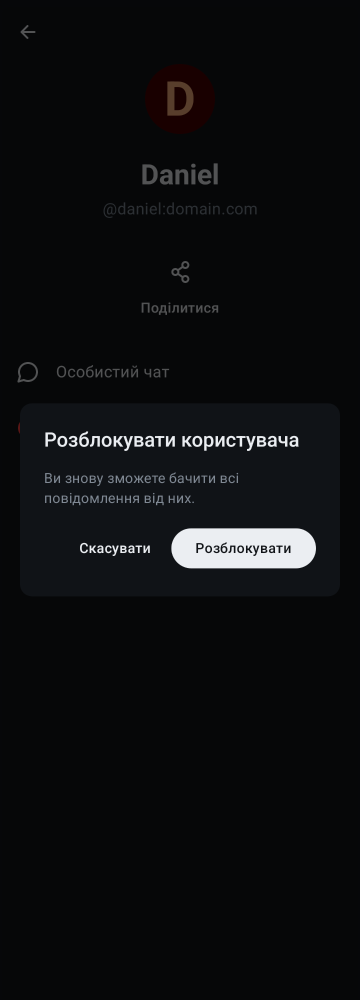 D
Daniel
@daniel:domain.com
Поділитися
Особистий чат
Розблокувати користувача
Ви знову зможете бачити всі
повідомлення від них.
Скасувати
Розблокувати